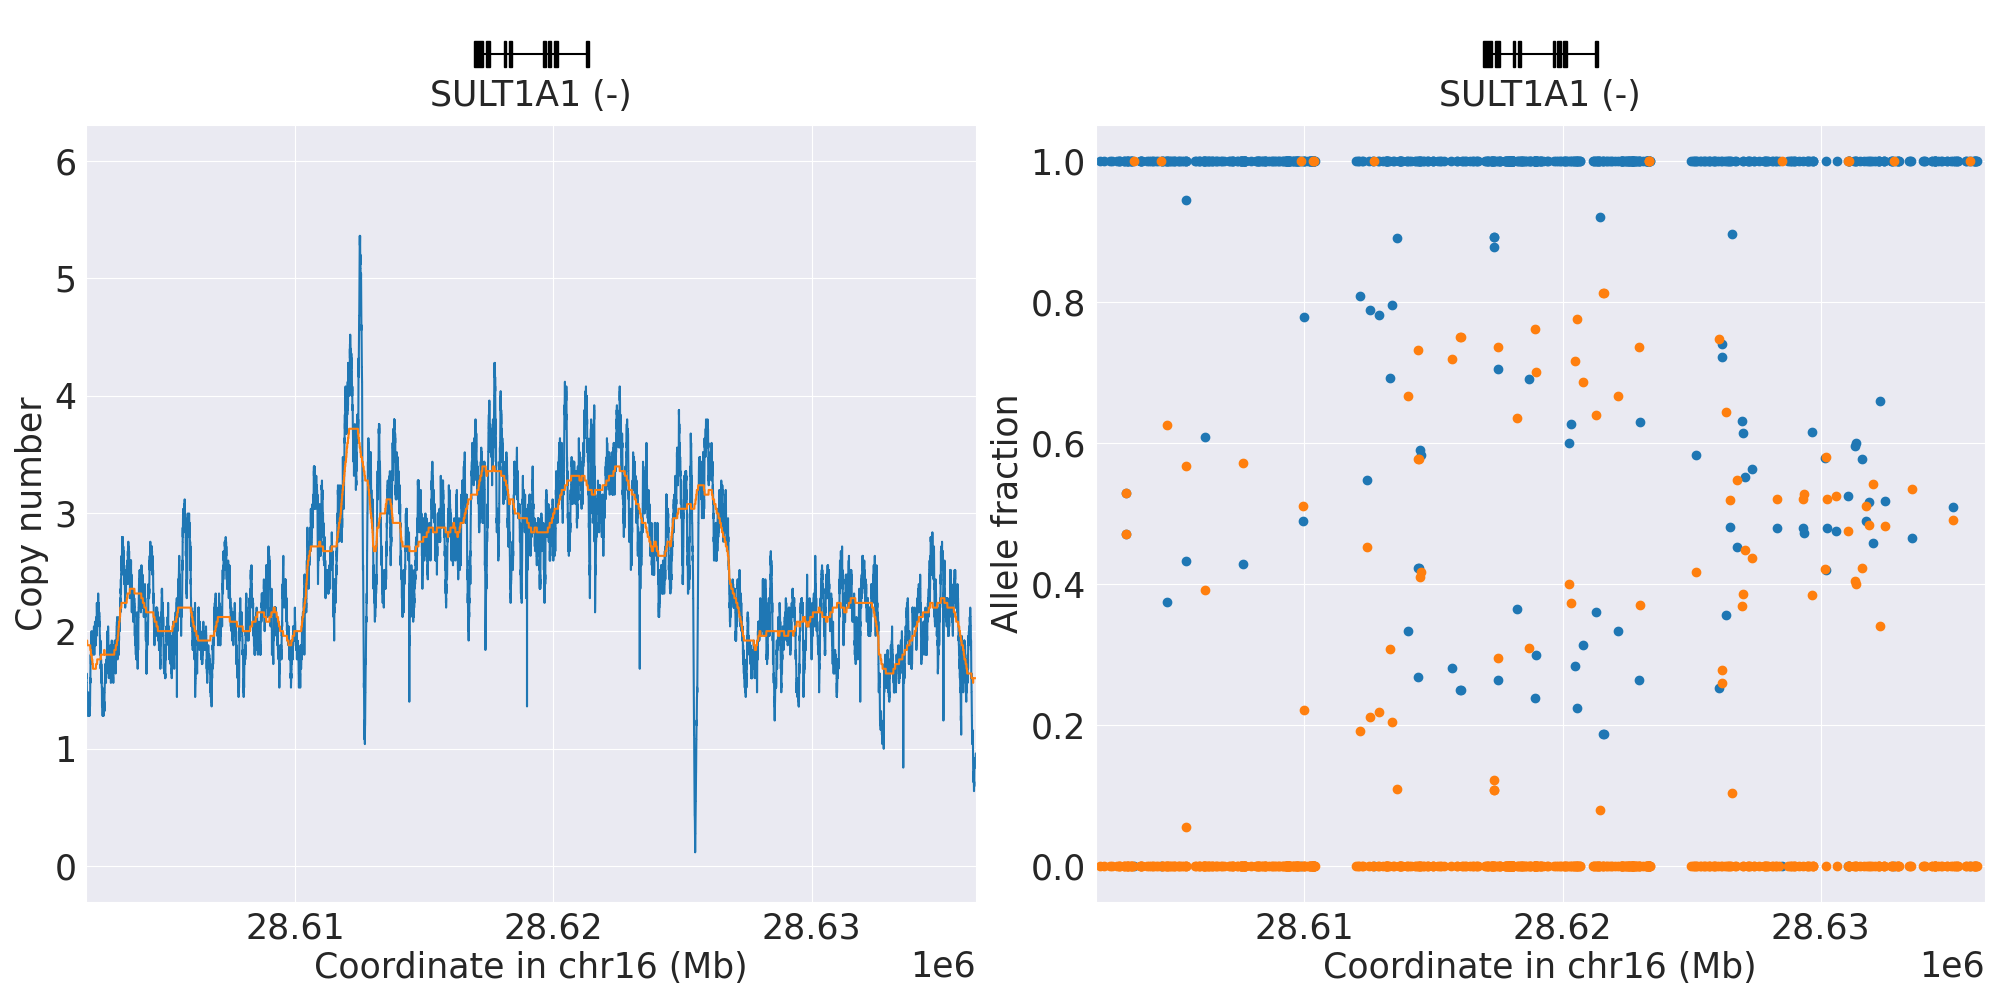 SULT1A1 (-)
6
5
4
3
2
1
0
Copy number
28.61
28.62
28.63
Coordinate in chr16 (Mb)
1e6
SULT1A1 (-)
1.0
0.8
0.6
0.4
0.2
0.0
Allele fraction
28.61
28.62
28.63
Coordinate in chr16 (Mb)
1e6